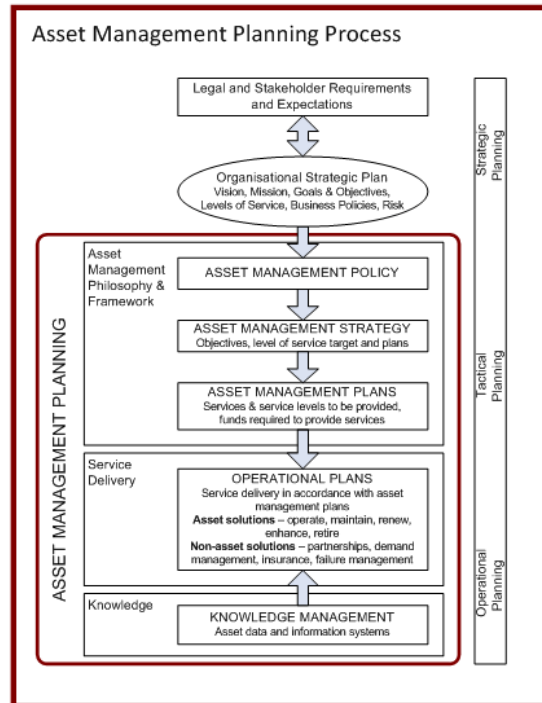 Asset Management Planning Process
Legal and Stakeholder Requirements
and Expectations
Organisational Strategic Plan
Vision, Mission, Goals & Objectives,
Levels of Service, Business Policies, Risk
Strategic
Planning
ASSET MANAGEMENT PLANNING
Asset
Management
Philosophy &
Framework
ASSET MANAGEMENT POLICY
ASSET MANAGEMENT STRATEGY
Objectives, level of service target and plans
ASSET MANAGEMENT PLANS
Services & service levels to be provided,
funds required to provide services
Tactical
Planning
Service
Delivery
OPERATIONAL PLANS
Service delivery in accordance with asset
management plans
Asset solutions – operate, maintain, renew,
enhance, retire
Non-asset solutions – partnerships, demand
management, insurance, failure management
Operational
Planning
Knowledge
KNOWLEDGE MANAGEMENT
Asset data and information systems